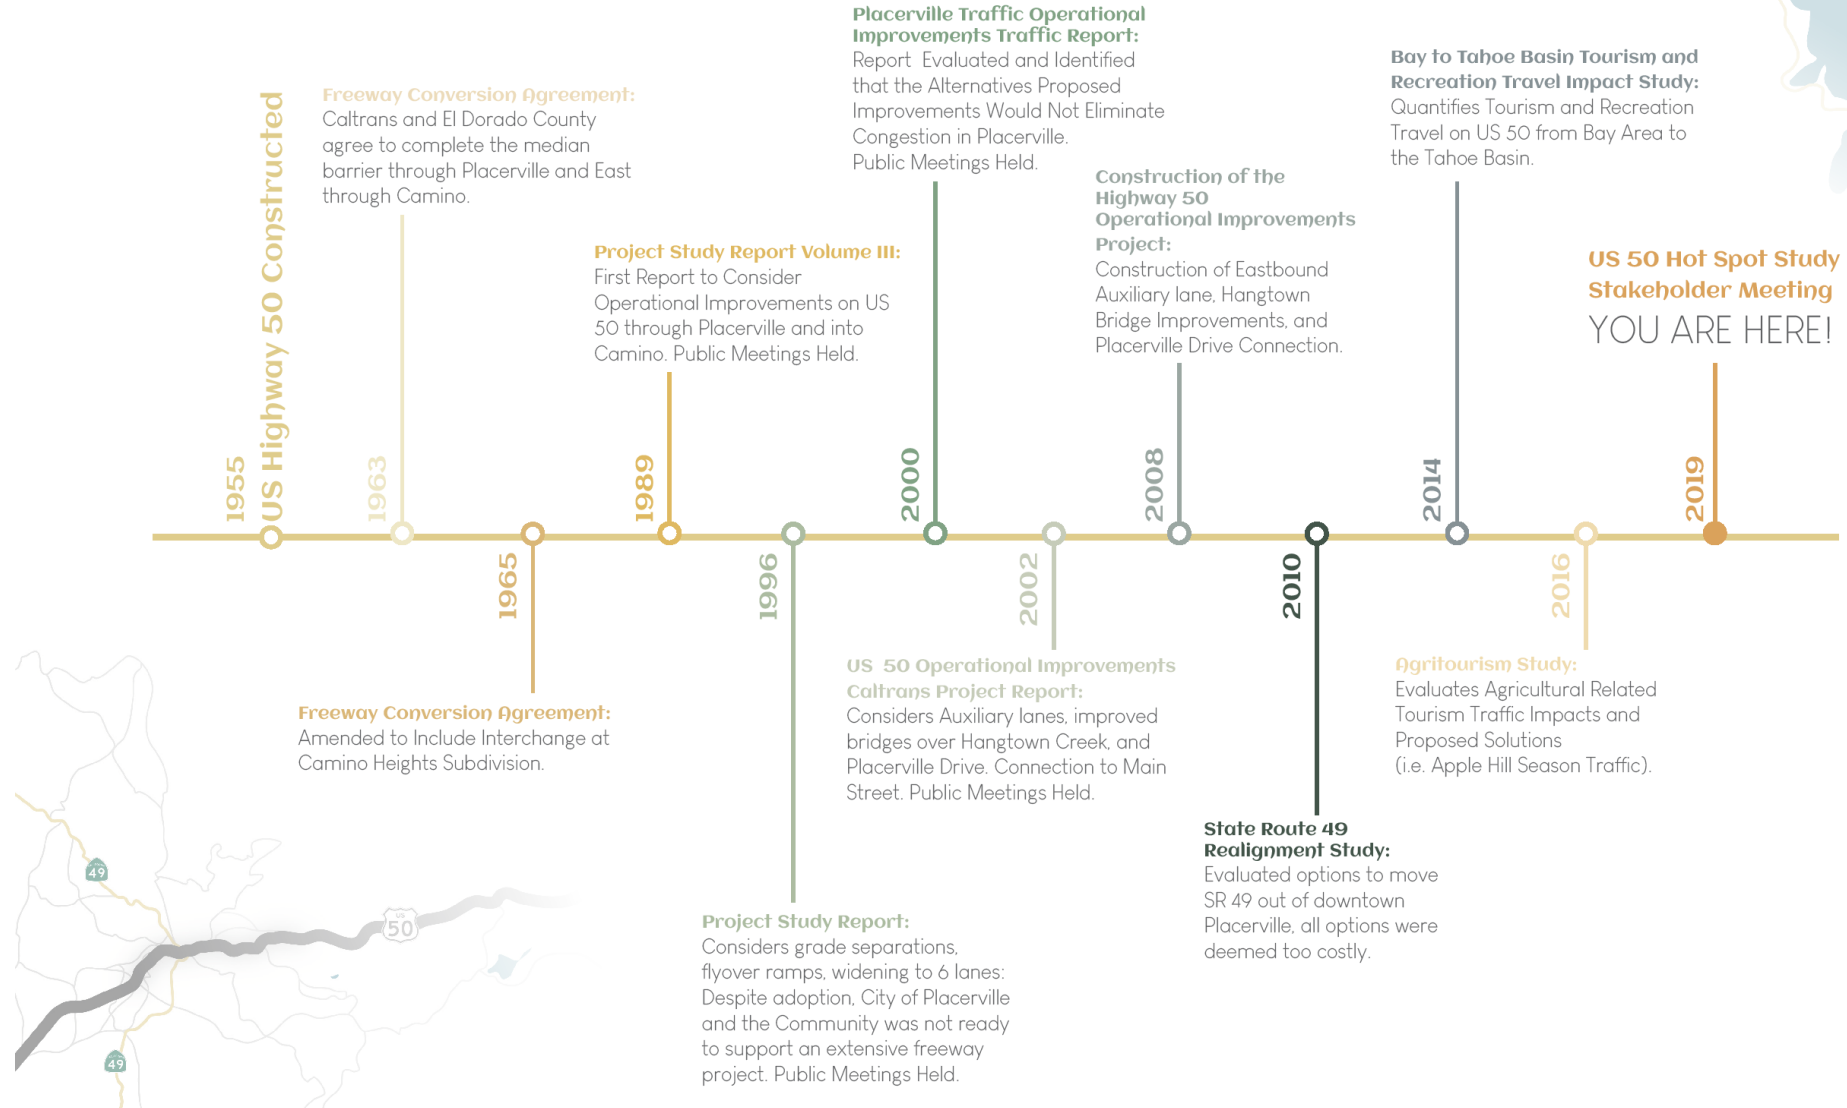 1955
US Highway 50 Constructed
Freeway Conversion Agreement:
Caltrans and El Dorado County
agree to complete the median
barrier through Placerville and East
through Camino.
1963
1965
Freeway Conversion Agreement:
Amended to Include Interchange at
Camino Heights Subdivision.
Project Study Report Volume III:
First Report to Consider
Operational Improvements on US
50 through Placerville and into
Camino. Public Meetings Held.
1989
1996
Project Study Report:
Considers grade separations,
flyover ramps, widening to 6 lanes:
Despite adoption, City of Placerville
and the Community was not ready
to support an extensive freeway
project. Public Meetings Held.
Placerville Traffic Operational
Improvements Traffic Report:
Report Evaluated and Identified
that the Alternatives Proposed
Improvements Would Not Eliminate
Congestion in Placerville.
Public Meetings Held.
2000
2002
US 50 Operational Improvements
Caltrans Project Report:
Considers Auxiliary lanes, improved
bridges over Hangtown Creek, and
Placerville Drive. Connection to Main
Street. Public Meetings Held.
Construction of the
Highway 50
Operational Improvements
Project:
Construction of Eastbound
Auxiliary lane, Hangtown
Bridge Improvements, and
Placerville Drive Connection.
2008
2010
State Route 49
Realignment Study:
Evaluated options to move
SR 49 out of downtown
Placerville, all options were
deemed too costly.
Bay to Tahoe Basin Tourism and
Recreation Travel Impact Study:
Quantifies Tourism and Recreation
Travel on US 50 from Bay Area to
the Tahoe Basin.
2014
2016
Agritourism Study:
Evaluates Agricultural Related
Tourism Traffic Impacts and
Proposed Solutions
(i.e. Apple Hill Season Traffic).
US 50 Hot Spot Study
Stakeholder Meeting
YOU ARE HERE!
2019
49
US
50
49